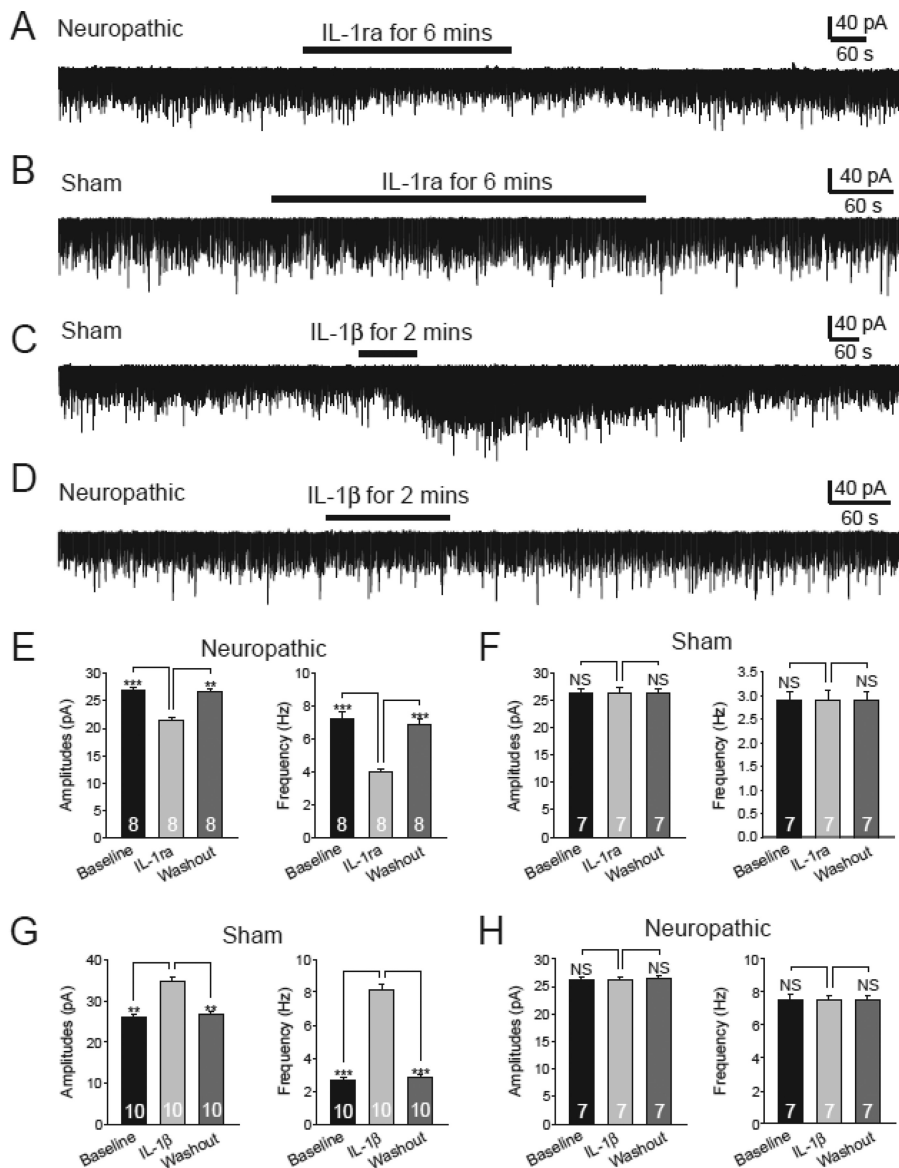 A
Neuropathic
IL-1ra for 6 mins
40 pA
60 s
B
Sham
IL-1ra for 6 mins
40 pA
60 s
C
Sham
IL-1β for 2 mins
40 pA
60 s
D
Neuropathic
IL-1β for 2 mins
40 pA
60 s
E
Neuropathic
Amplitudes (pA)
30
25
20
15
10
5
0
***
**
8
8
8
Baseline
IL-1ra
Washout
Frequency (Hz)
10
8
6
4
2
0
***
***
8
8
8
Baseline
IL-1ra
Washout
F
Sham
Amplitudes (pA)
30
25
20
15
10
5
0
NS
NS
7
7
7
Baseline
IL-1ra
Washout
Frequency (Hz)
3.5
3.0
2.5
2.0
1.5
1.0
0.5
0.0
NS
NS
7
7
7
Baseline
IL-1ra
Washout
G
Sham
Amplitudes (pA)
40
30
20
10
0
**
**
10
10
10
Baseline
IL-1β
Washout
Frequency (Hz)
10
8
6
4
2
0
***
***
10
10
10
Baseline
IL-1β
Washout
H
Neuropathic
Amplitudes (pA)
30
25
20
15
10
5
0
NS
NS
7
7
7
Baseline
IL-1β
Washout
Frequency (Hz)
10
8
6
4
2
0
NS
NS
7
7
7
Baseline
IL-1β
Washout